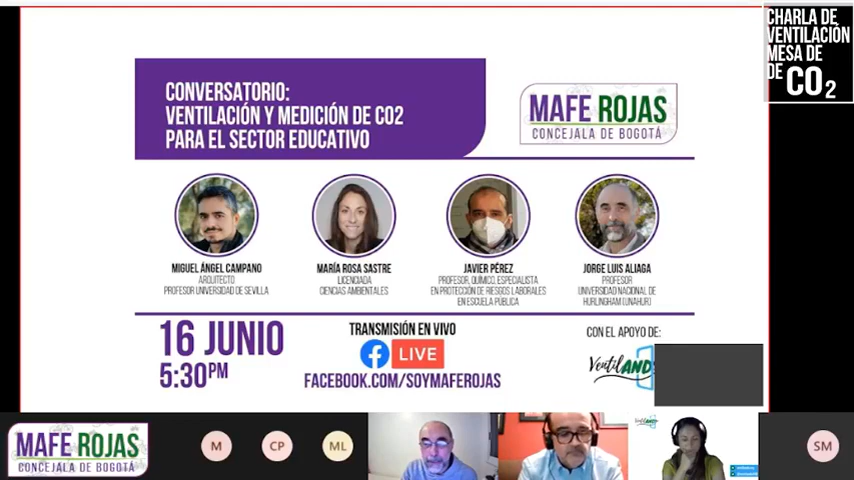 CHARLA DE
VENTILACIÓN
MESA DE
DE CO2
CONVERSATORIO:
VENTILACIÓN Y MEDICIÓN DE CO2
PARA EL SECTOR EDUCATIVO
MAFE ROJAS
CONCEJALA DE BOGOTÁ
MIGUEL ÁNGEL CAMPANO
ARQUITECTO
PROFESOR UNIVERSIDAD DE SEVILLA
MARÍA ROSA SASTRE
LICENCIADA
CIENCIAS AMBIENTALES
JAVIER PÉREZ
PROFESOR, QUÍMICO, ESPECIALISTA
EN PROTECCIÓN DE RIESGOS LABORALES
EN ESCUELA PÚBLICA
JORGE LUIS ALIAGA
PROFESOR
UNIVERSIDAD NACIONAL DE
HURLINGHAM (UNAHUR)
16 JUNIO
5:30PM
TRANSMISIÓN EN VIVO
f LIVE
FACEBOOK.COM/SOYMAFEROJAS
CON EL APOYO DE:
VentilAND
MAFE ROJAS
CONCEJALA DE BOGOTÁ
M
CP
ML
SM